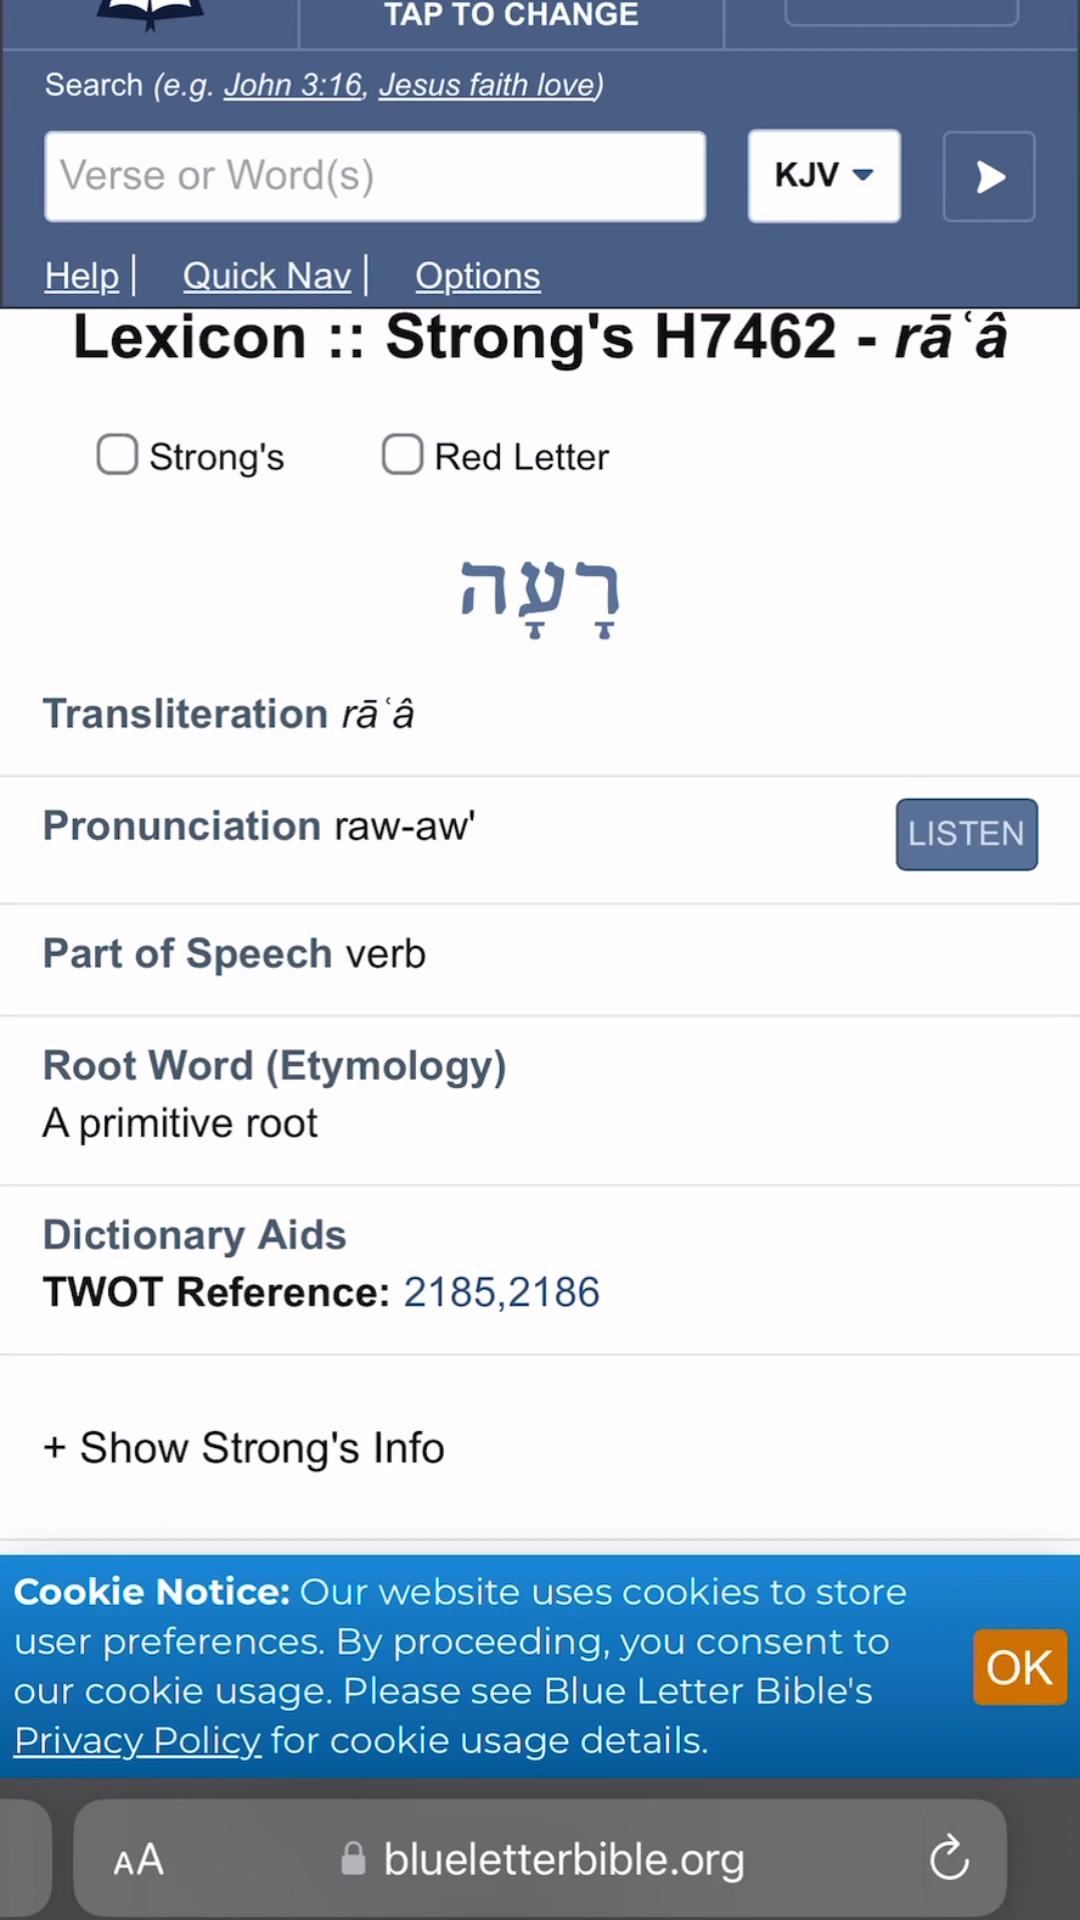 TAP TO CHANGE
Search (e.g. John 3:16, Jesus faith love)
Verse or Word(s)
KJV
Help | Quick Nav | Options
Lexicon :: Strong's H7462 - rāʿâ
Strong's Red Letter
רָעָה
Transliteration rāʿâ
Pronunciation raw-aw'
LISTEN
Part of Speech verb
Root Word (Etymology)
A primitive root
Dictionary Aids
TWOT Reference: 2185,2186
+ Show Strong's Info
Cookie Notice: Our website uses cookies to store
user preferences. By proceeding, you consent to
our cookie usage. Please see Blue Letter Bible's
Privacy Policy for cookie usage details.
OK
AA blueletterbible.org